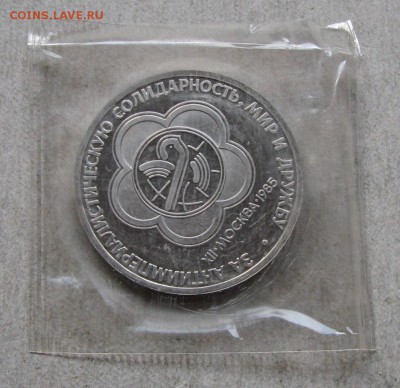 COINS.LAVE.RU
ЗА АНТИИМПЕРИАЛИСТИЧЕСКУЮ СОЛИДАРНОСТЬ, МИР И ДРУЖБУ
XII•МОСКВА•1985